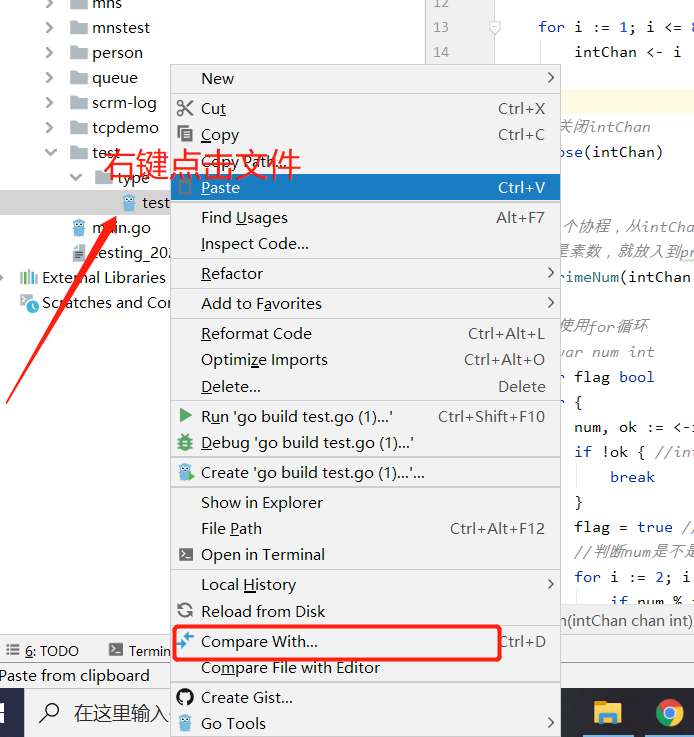 mns
mnstest
person
queue
scrm-log
tcpdemo
test
type
test
main.go
testing_20
External Libraries
Scratches and Co
右键点击文件
New
Cut Ctrl+X
Copy Ctrl+C
Copy Path...
Paste Ctrl+V
Find Usages Alt+F7
Inspect Code...
Refactor
Add to Favorites
Reformat Code Ctrl+Alt+L
Optimize Imports Ctrl+Alt+O
Delete... Delete
Run 'go build test.go (1)...' Ctrl+Shift+F10
Debug 'go build test.go (1)...'
Create 'go build test.go (1)...'...
Show in Explorer
File Path Ctrl+Alt+F12
Open in Terminal
Local History
Reload from Disk
Compare With... Ctrl+D
Compare File with Editor
Create Gist...
Go Tools
12
13 for i := 1; i <= 8
14 intChan <- i
关闭intChan
ose(intChan)
个协程，从intCha
是素数，就放入到pr
rimeNum(intChan
使用for循环
var num int
flag bool
{
num, ok := <-i
if !ok { //int
break
}
flag = true //
//判断num是不是
for i := 2; i
if num %
(intChan chan int)
6: TODO
Termin
Paste from clipboard
在这里输入